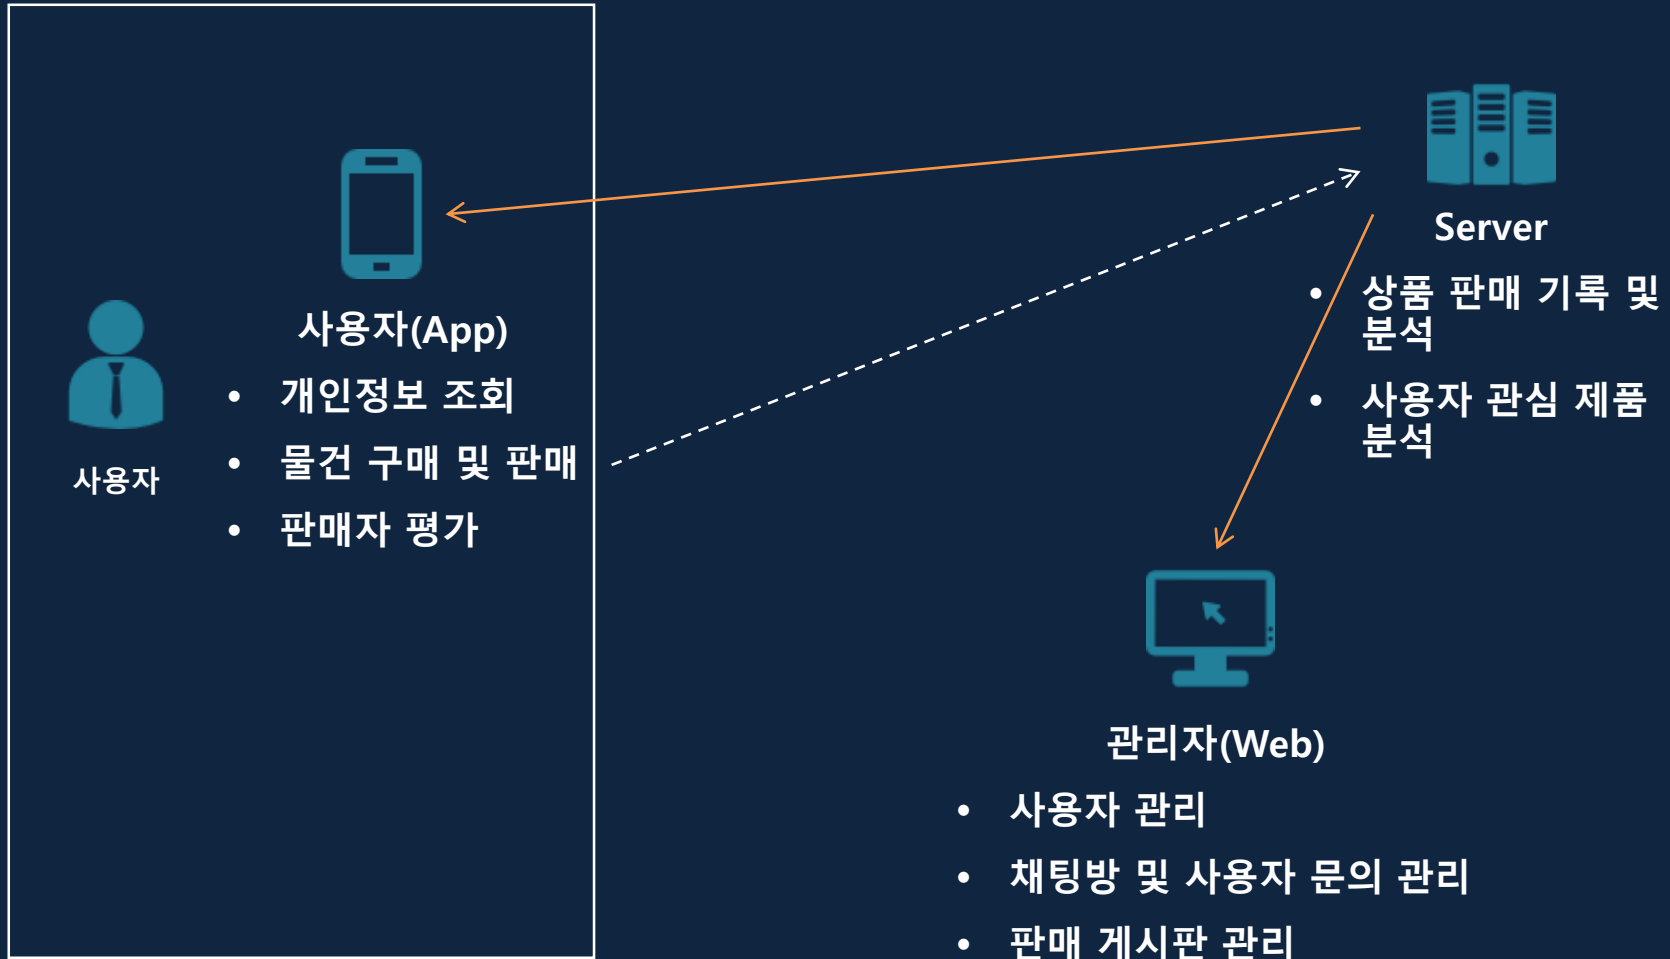 사용자
사용자(App)
• 개인정보 조회
• 물건 구매 및 판매
• 판매자 평가
Server
• 상품 판매 기록 및
분석
• 사용자 관심 제품
분석
관리자(Web)
• 사용자 관리
• 채팅방 및 사용자 문의 관리
• 판매 게시판 관리